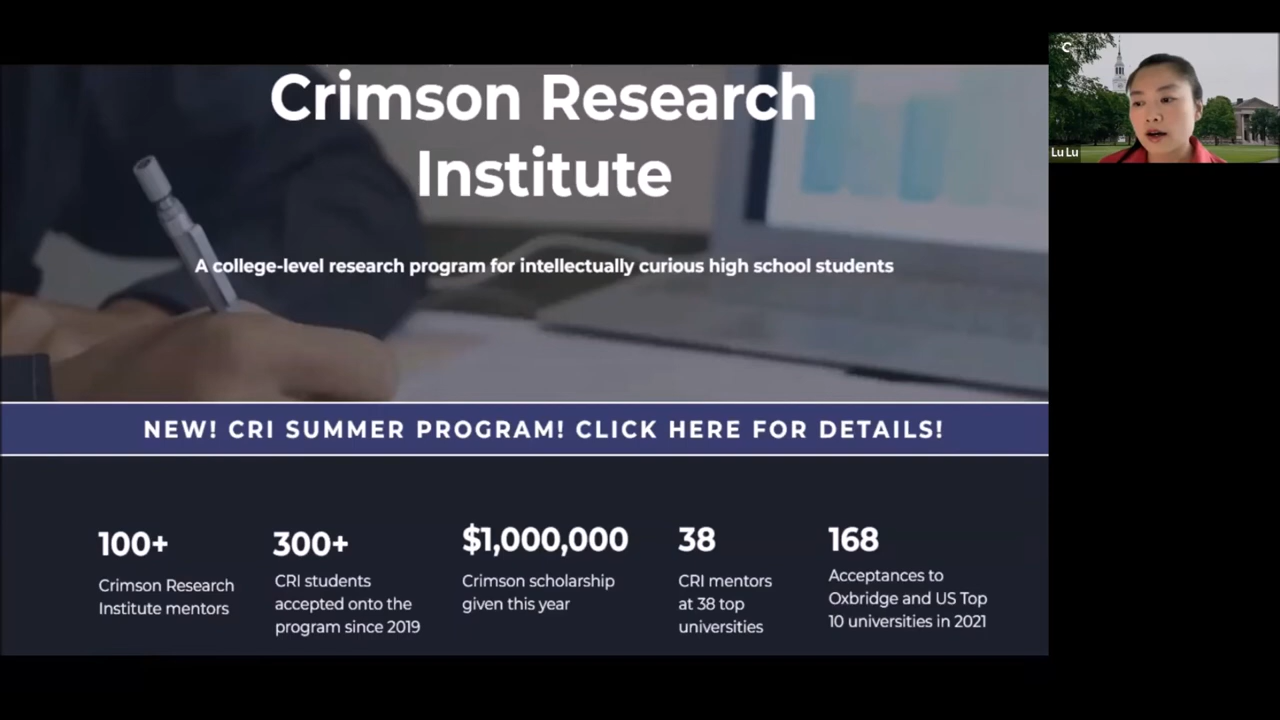 Crimson Research
Institute
A college-level research program for intellectually curious high school students
NEW! CRI SUMMER PROGRAM! CLICK HERE FOR DETAILS!
100+
Crimson Research
Institute mentors
300+
CRI students
accepted onto the
program since 2019
$1,000,000
Crimson scholarship
given this year
38
CRI mentors
at 38 top
universities
168
Acceptances to
Oxbridge and US Top
10 universities in 2021
Lu Lu